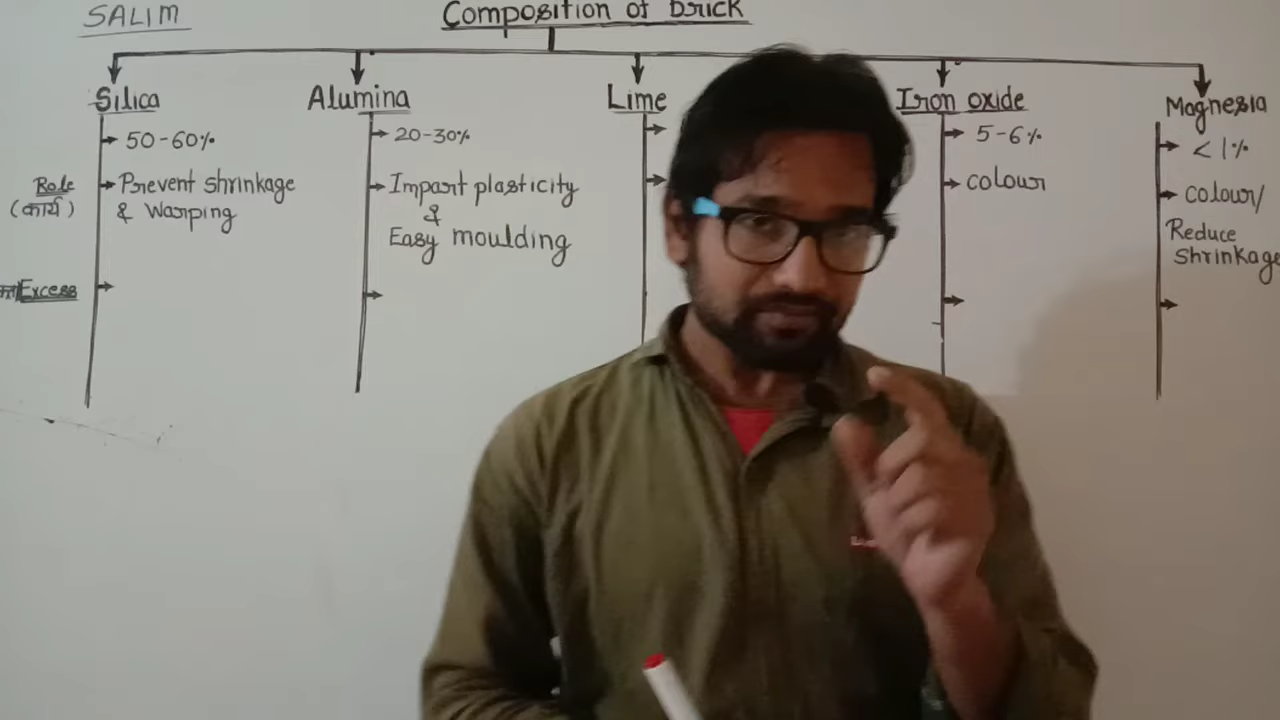 SALIM
Composition of brick
Silica
50-60%
Prevent shrinkage
& Warping
Role
(कार्य)
Excess
Alumina
20-30%
Impart plasticity
&
Easy moulding
Lime
Iron oxide
5-6%
colour
Magnesia
<1%
colour/
Reduce
shrinkage